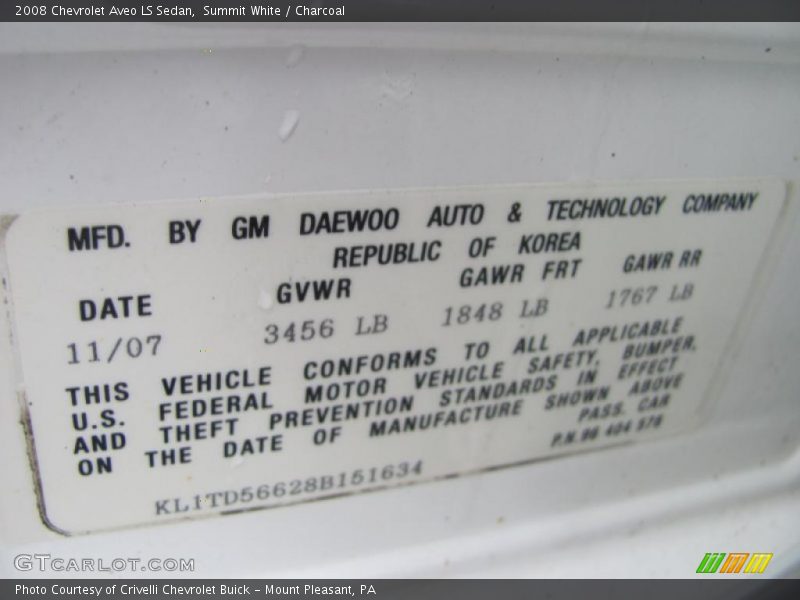 2008 Chevrolet Aveo LS Sedan, Summit White / Charcoal
MFD. BY GM DAEWOO AUTO & TECHNOLOGY COMPANY
REPUBLIC OF KOREA
DATE GVWR GAWR FRT GAWR RR
11/07 3456 LB 1848 LB 1767 LB
THIS VEHICLE CONFORMS TO ALL APPLICABLE
U.S. FEDERAL MOTOR VEHICLE SAFETY, BUMPER,
AND THEFT PREVENTION STANDARDS IN EFFECT
ON THE DATE OF MANUFACTURE SHOWN ABOVE
PASS. CAR
P.N. 96 404 578
KL1TD56628B151634
GTCARLOT.COM
Photo Courtesy of Crivelli Chevrolet Buick - Mount Pleasant, PA